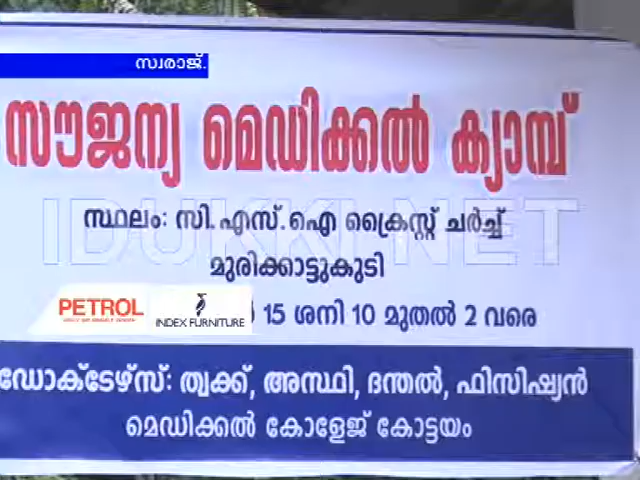 സ്വരാജ്.
സൗജന്യ മെഡിക്കൽ ക്യാമ്പ്
IDUKKI NET
സ്ഥലം: സി.എസ്.ഐ ക്രൈസ്റ്റ് ചർച്ച്
മുരിക്കാട്ടുകുടി
PETROL
INDEX FURNITURE
15 ശനി 10 മുതൽ 2 വരെ
ഡോക്ടേഴ്സ്: ത്വക്ക്, അസ്ഥി, ദന്തൽ, ഫിസിഷ്യൻ
മെഡിക്കൽ കോളേജ് കോട്ടയം